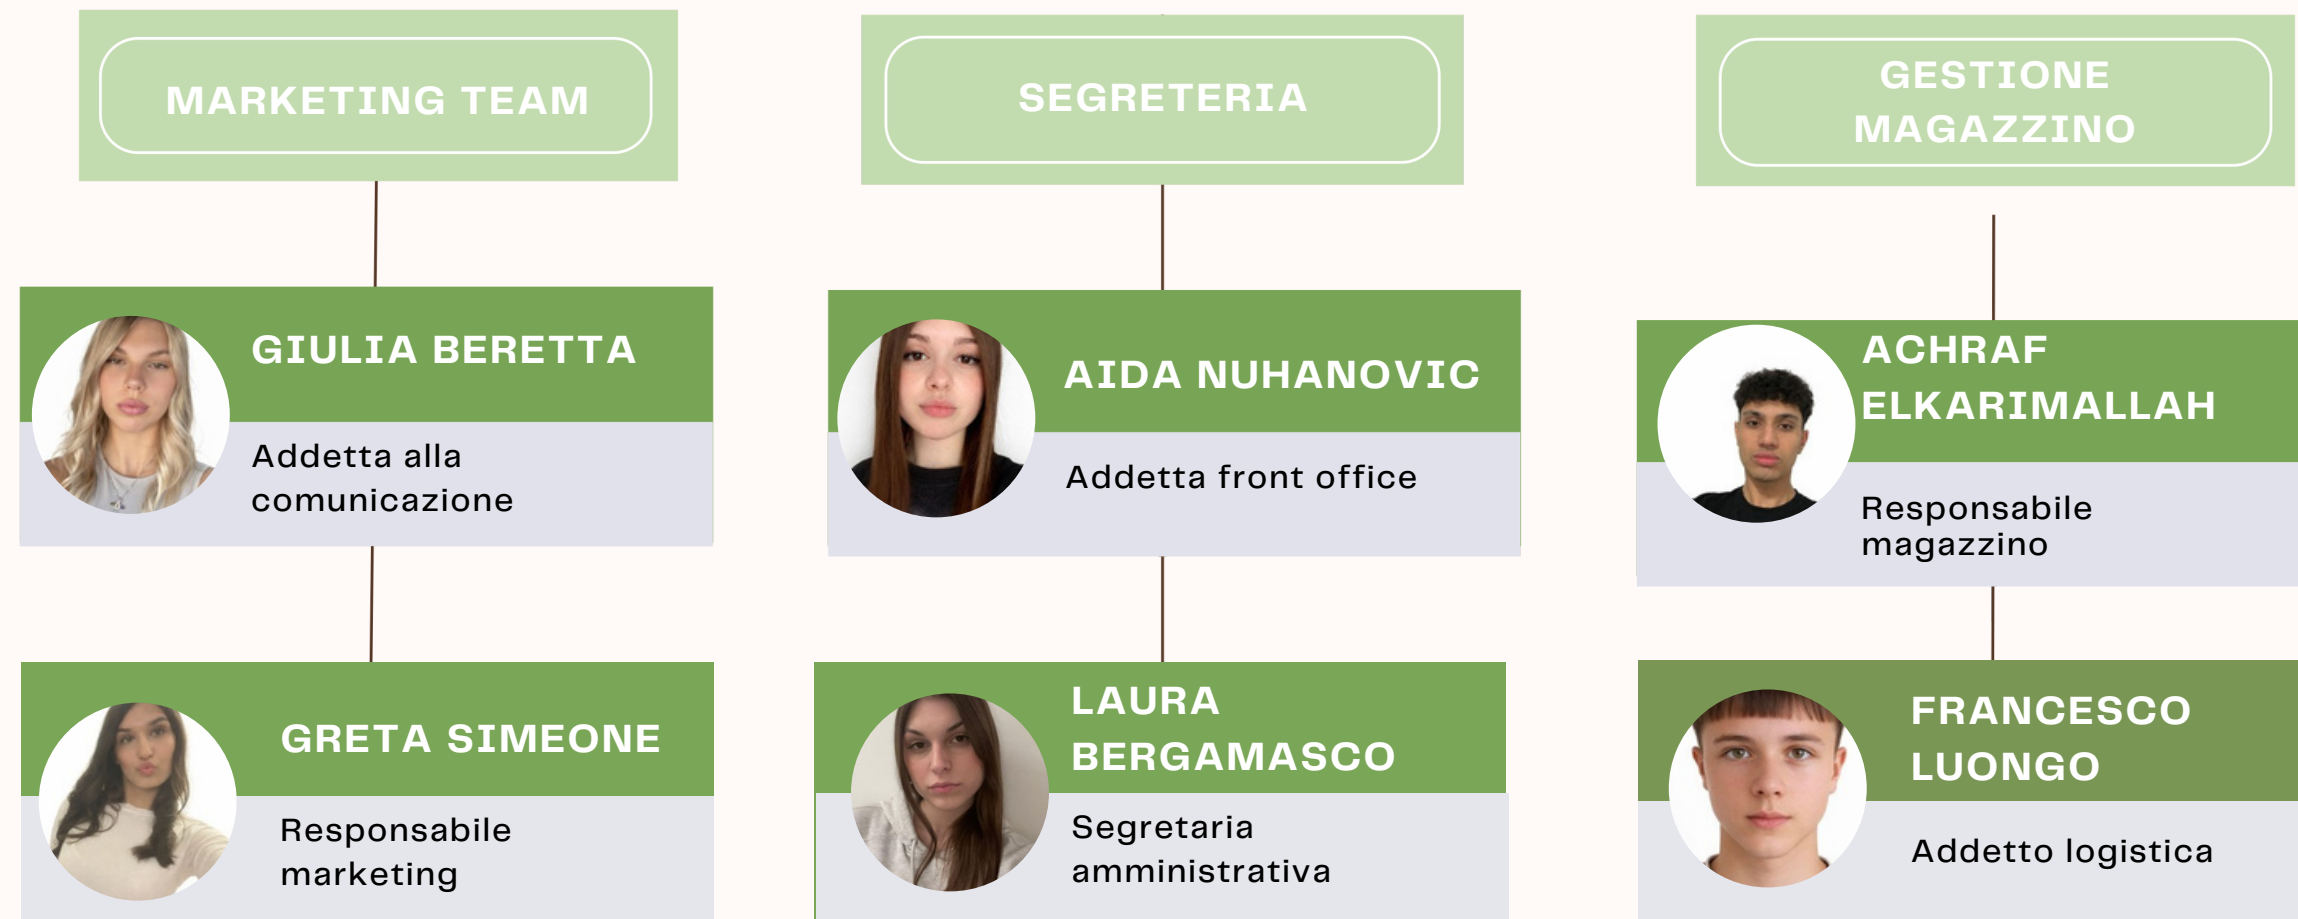 MARKETING TEAM
GIULIA BERETTA
Addetta alla
comunicazione
GRETA SIMEONE
Responsabile
marketing
SEGRETERIA
AIDA NUHANOVIC
Addetta front office
LAURA
BERGAMASCO
Segretaria
amministrativa
GESTIONE
MAGAZZINO
ACHRAF
ELKARIMALLAH
Responsabile
magazzino
FRANCESCO
LUONGO
Addetto logistica